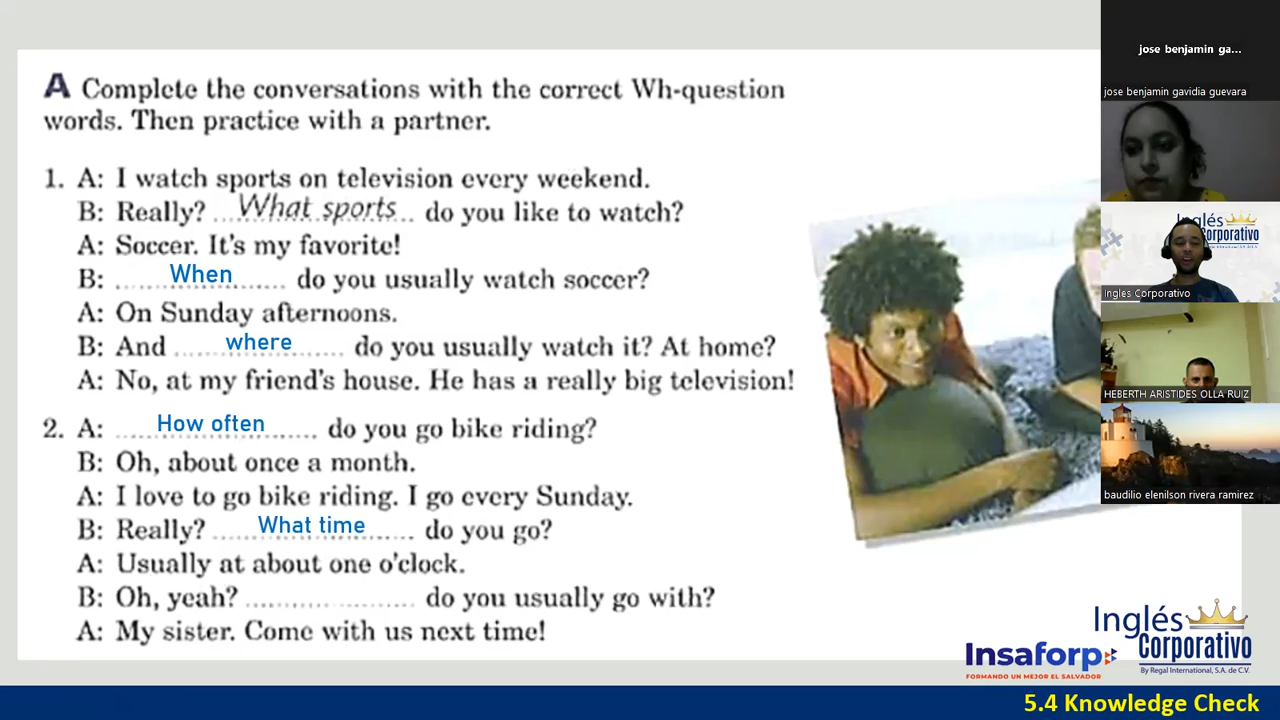 A Complete the conversations with the correct Wh-question
words. Then practice with a partner.
1. A: I watch sports on television every weekend.
B: Really? What sports do you like to watch?
A: Soccer. It's my favorite!
B: When do you usually watch soccer?
A: On Sunday afternoons.
B: And where do you usually watch it? At home?
A: No, at my friend's house. He has a really big television!
2. A: How often do you go bike riding?
B: Oh, about once a month.
A: I love to go bike riding. I go every Sunday.
B: Really? What time do you go?
A: Usually at about one o'clock.
B: Oh, yeah? do you usually go with?
A: My sister. Come with us next time!
jose benjamin ga...
jose benjamin gavidia guevara
Inglés
Corporativo
Ingles Corporativo
HEBERTH ARISTIDES OLLA RUIZ
baudilio elenilson rivera ramirez
Insaforp
FORMANDO UN MEJOR EL SALVADOR
Inglés
Corporativo
By Regal International, S.A. de C.V.
5.4 Knowledge Check